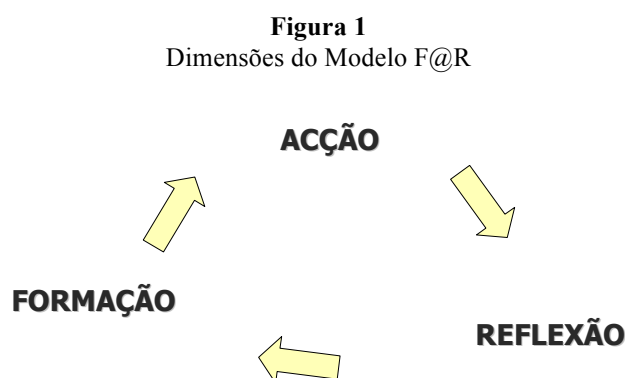 Figura 1
Dimensões do Modelo F@R
ACÇÃO
FORMAÇÃO
REFLEXÃO